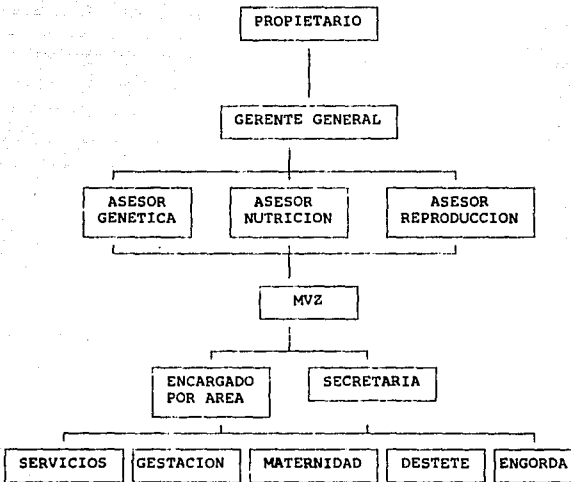 PROPIETARIO
GERENTE GENERAL
ASESOR
GENETICA
ASESOR
NUTRICION
ASESOR
REPRODUCCION
MVZ
ENCARGADO
POR AREA
SECRETARIA
SERVICIOS
GESTACION
MATERNIDAD
DESTETE
ENGORDA